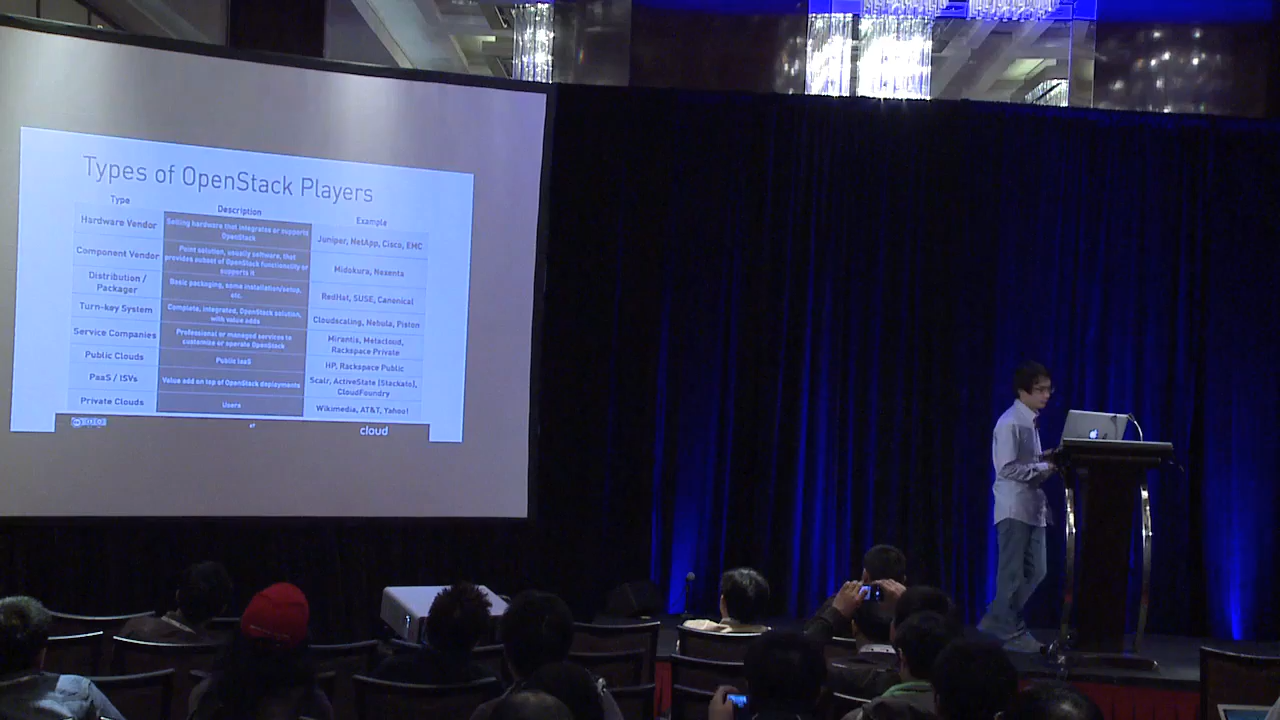 Types of OpenStack Players
Type Description Example
Hardware Vendor
Selling hardware that integrates or supports
OpenStack
Juniper, NetApp, Cisco, EMC
Component Vendor
Point solution, usually software, that
provides subset of OpenStack functionality or
supports it
Midokura, Nexenta
Distribution /
Packager
Basic packaging, some installation/setup,
etc.
RedHat, SUSE, Canonical
Turn-key System
Complete, integrated, OpenStack solution,
with value adds
Cloudscaling, Nebula, Piston
Service Companies
Professional or managed services to
customize or operate OpenStack
Mirantis, Metacloud,
Rackspace Private
Public Clouds
Public IaaS
HP, Rackspace Public
PaaS / ISVs
Value add on top of OpenStack deployments
Scalr, ActiveState (Stackato),
CloudFoundry
Private Clouds
Users
Wikimedia, AT&T, Yahoo!
cloud